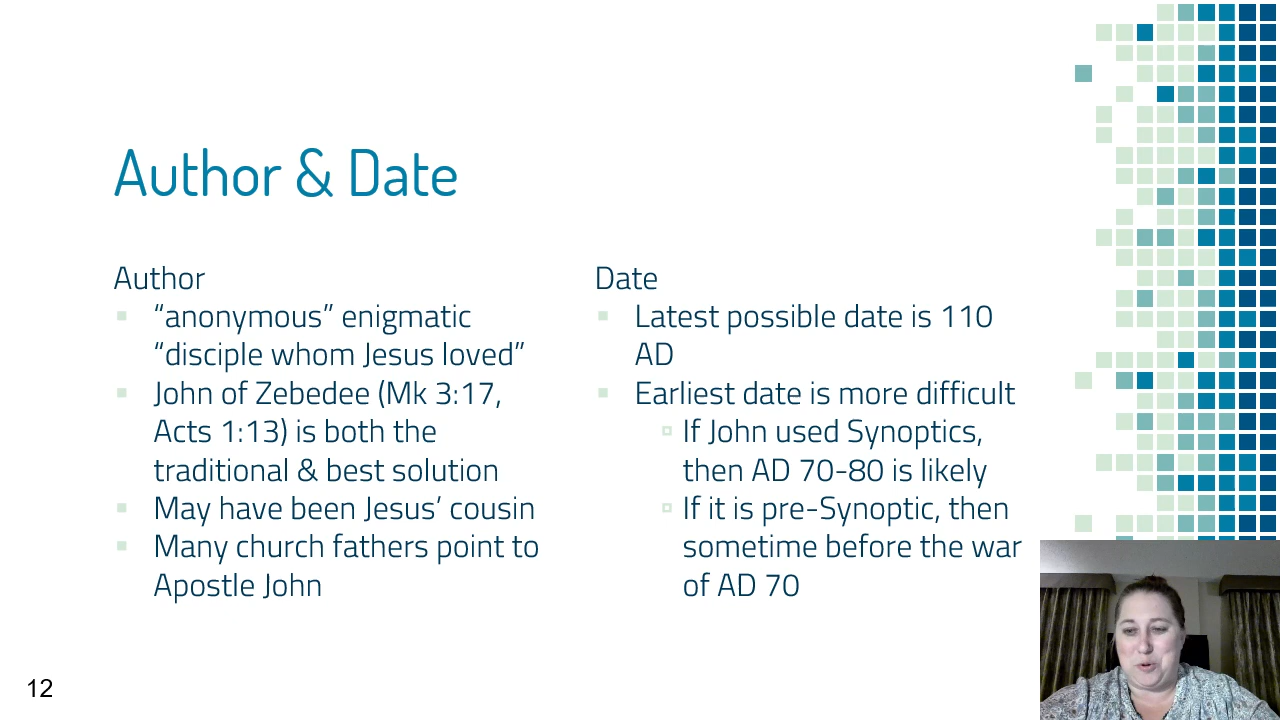 Author & Date
Author
“anonymous” enigmatic
“disciple whom Jesus loved”
John of Zebedee (Mk 3:17,
Acts 1:13) is both the
traditional & best solution
May have been Jesus’ cousin
Many church fathers point to
Apostle John
Date
Latest possible date is 110
AD
Earliest date is more difficult
If John used Synoptics,
then AD 70-80 is likely
If it is pre-Synoptic, then
sometime before the war
of AD 70
12